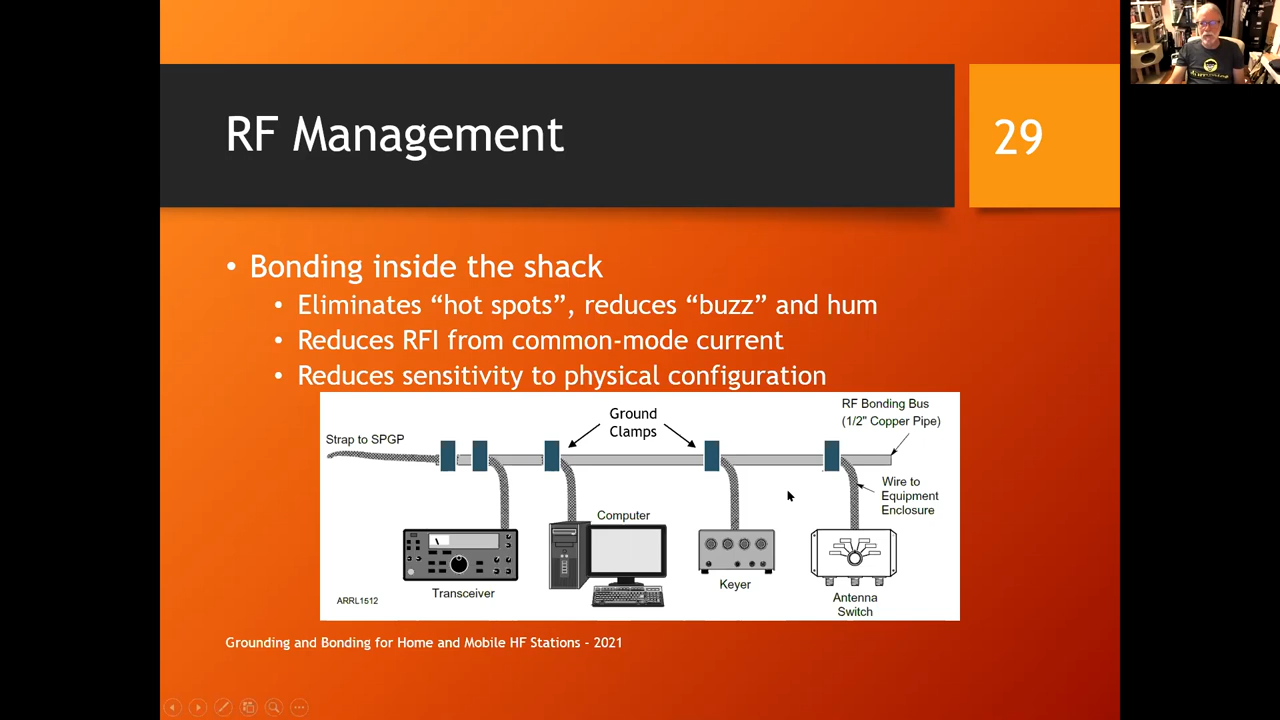 RF Management
29
• Bonding inside the shack
• Eliminates “hot spots”, reduces “buzz” and hum
• Reduces RFI from common-mode current
• Reduces sensitivity to physical configuration
Ground
Clamps
RF Bonding Bus
(1/2" Copper Pipe)
Strap to SPGP
Wire to
Equipment
Enclosure
Computer
Transceiver
Keyer
Antenna
Switch
ARRL1512
Grounding and Bonding for Home and Mobile HF Stations - 2021